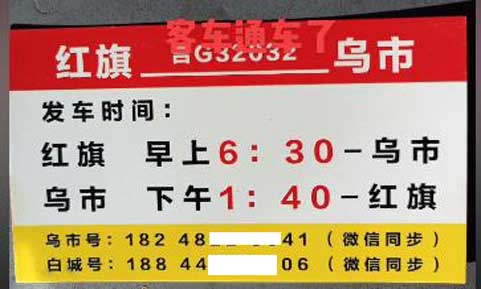 客车通车了
红旗 吉G32032 乌市
发车时间：
红旗 早上6：30-乌市
乌市 下午1：40-红旗
乌市号：182 48 41（微信同步）
白城号：188 44 06（微信同步）